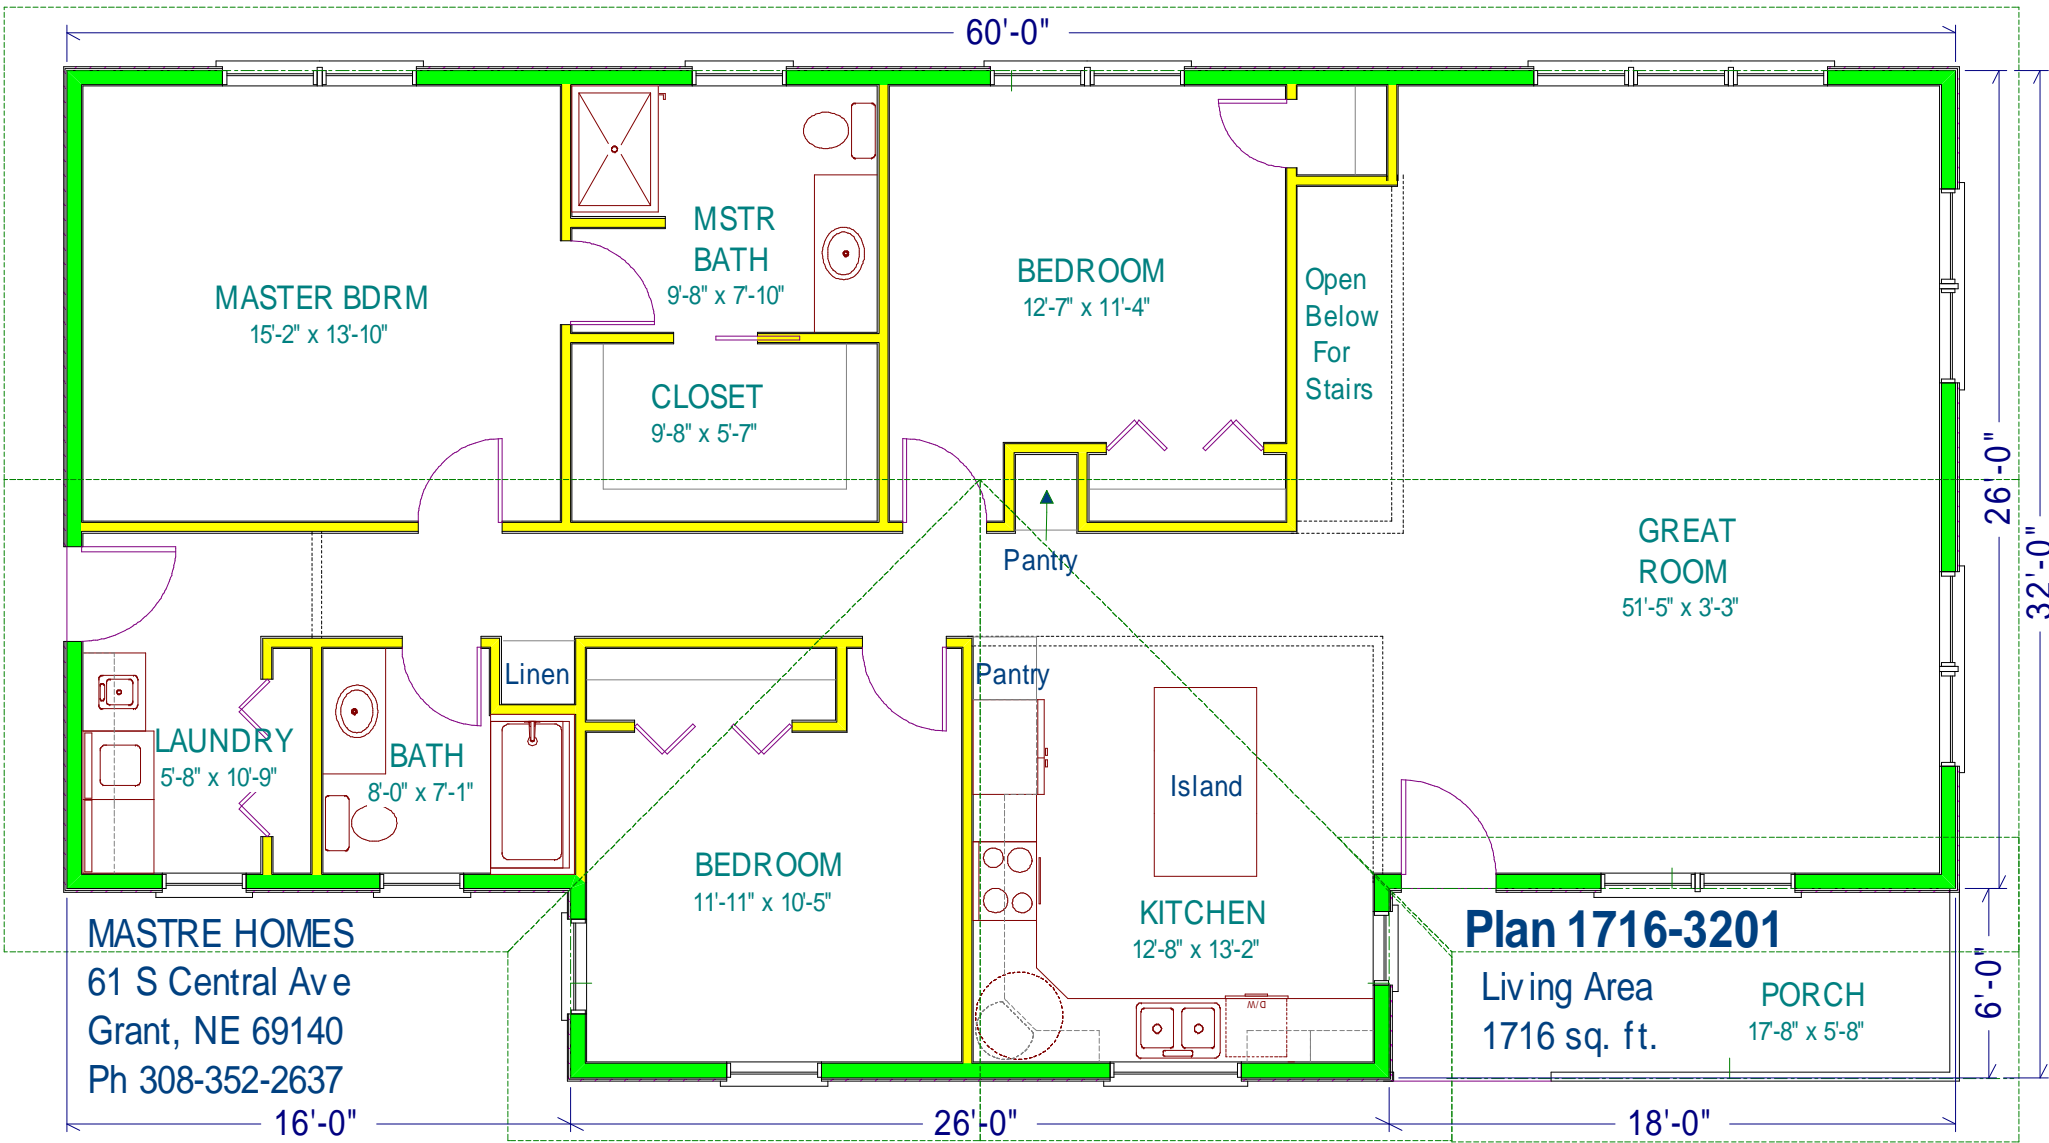 60'-0"
MSTR
BATH
9'-8" x 7'-10"
MASTER BDRM
15'-2" x 13'-10"
BEDROOM
12'-7" x 11'-4"
Open
Below
For
Stairs
CLOSET
9'-8" x 5'-7"
26'-0"
32'-0"
GREAT
ROOM
51'-5" x 3'-3"
Pantry
Linen
Pantry
LAUNDRY
5'-8" x 10'-9"
BATH
8'-0" x 7'-1"
Island
BEDROOM
11'-11" x 10'-5"
KITCHEN
12'-8" x 13'-2"
D/W
MASTRE HOMES
61 S Central Ave
Grant, NE 69140
Ph 308-352-2637
Plan 1716-3201
Living Area
1716 sq. ft.
PORCH
17'-8" x 5'-8"
6'-0"
16'-0"
26'-0"
18'-0"